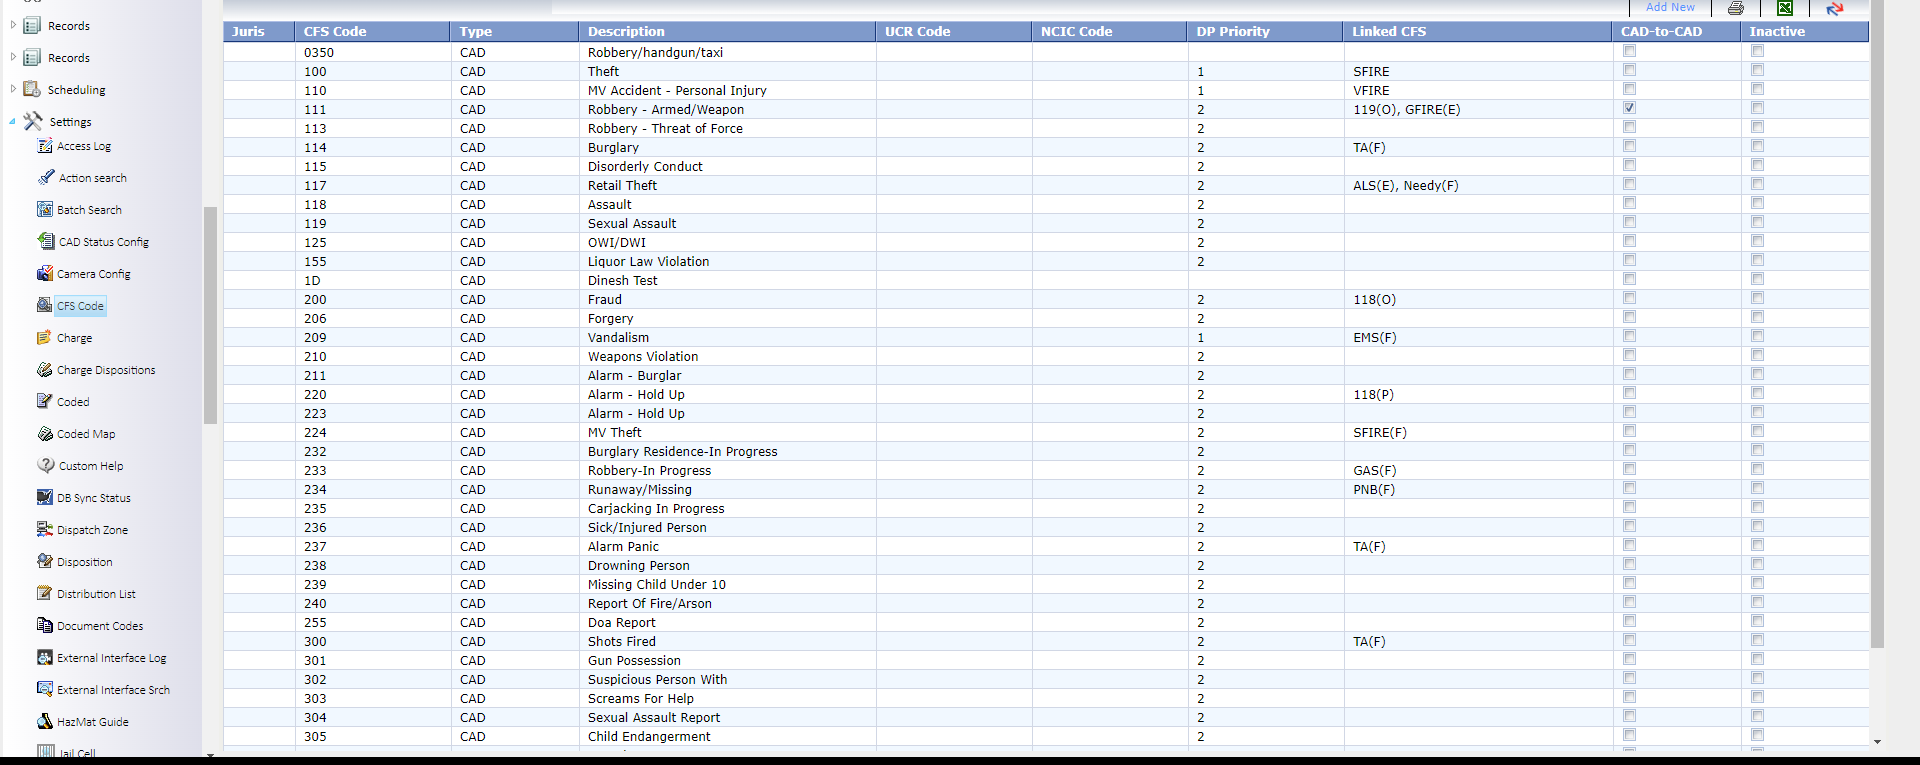 Add New
Records
Records
Scheduling
Settings
Access Log
Action search
Batch Search
CAD Status Config
Camera Config
CFS Code
Charge
Charge Dispositions
Coded
Coded Map
Custom Help
DB Sync Status
Dispatch Zone
Disposition
Distribution List
Document Codes
External Interface Log
External Interface Srch
HazMat Guide
Jail Cell
Juris CFS Code Type Description UCR Code NCIC Code DP Priority Linked CFS CAD-to-CAD Inactive
0350 CAD Robbery/handgun/taxi
100 CAD Theft 1 SFIRE
110 CAD MV Accident - Personal Injury 1 VFIRE
111 CAD Robbery - Armed/Weapon 2 119(O), GFIRE(E)
113 CAD Robbery - Threat of Force 2
114 CAD Burglary 2 TA(F)
115 CAD Disorderly Conduct 2
117 CAD Retail Theft 2 ALS(E), Needy(F)
118 CAD Assault 2
119 CAD Sexual Assault 2
125 CAD OWI/DWI 2
155 CAD Liquor Law Violation 2
1D CAD Dinesh Test
200 CAD Fraud 2 118(O)
206 CAD Forgery 2
209 CAD Vandalism 1 EMS(F)
210 CAD Weapons Violation 2
211 CAD Alarm - Burglar 2
220 CAD Alarm - Hold Up 2 118(P)
223 CAD Alarm - Hold Up 2
224 CAD MV Theft 2 SFIRE(F)
232 CAD Burglary Residence-In Progress 2
233 CAD Robbery-In Progress 2 GAS(F)
234 CAD Runaway/Missing 2 PNB(F)
235 CAD Carjacking In Progress 2
236 CAD Sick/Injured Person 2
237 CAD Alarm Panic 2 TA(F)
238 CAD Drowning Person 2
239 CAD Missing Child Under 10 2
240 CAD Report Of Fire/Arson 2
255 CAD Doa Report 2
300 CAD Shots Fired 2 TA(F)
301 CAD Gun Possession 2
302 CAD Suspicious Person With 2
303 CAD Screams For Help 2
304 CAD Sexual Assault Report 2
305 CAD Child Endangerment 2